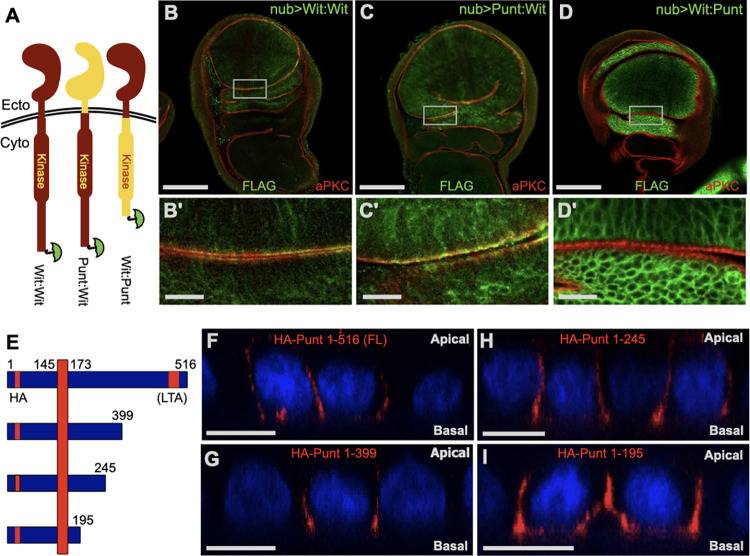 A
Ecto
Cyto
Kinase
Kinase
Kinase
Wit:Wit
Punt:Wit
Wit:Punt
B
nub>Wit:Wit
FLAG
aPKC
C
nub>Punt:Wit
FLAG
aPKC
D
nub>Wit:Punt
FLAG
aPKC
B'
C'
D'
E
1
145
173
516
HA
(LTA)
399
245
195
F
HA-Punt 1-516 (FL)
Apical
Basal
H
HA-Punt 1-245
Apical
Basal
G
HA-Punt 1-399
Apical
Basal
I
HA-Punt 1-195
Apical
Basal